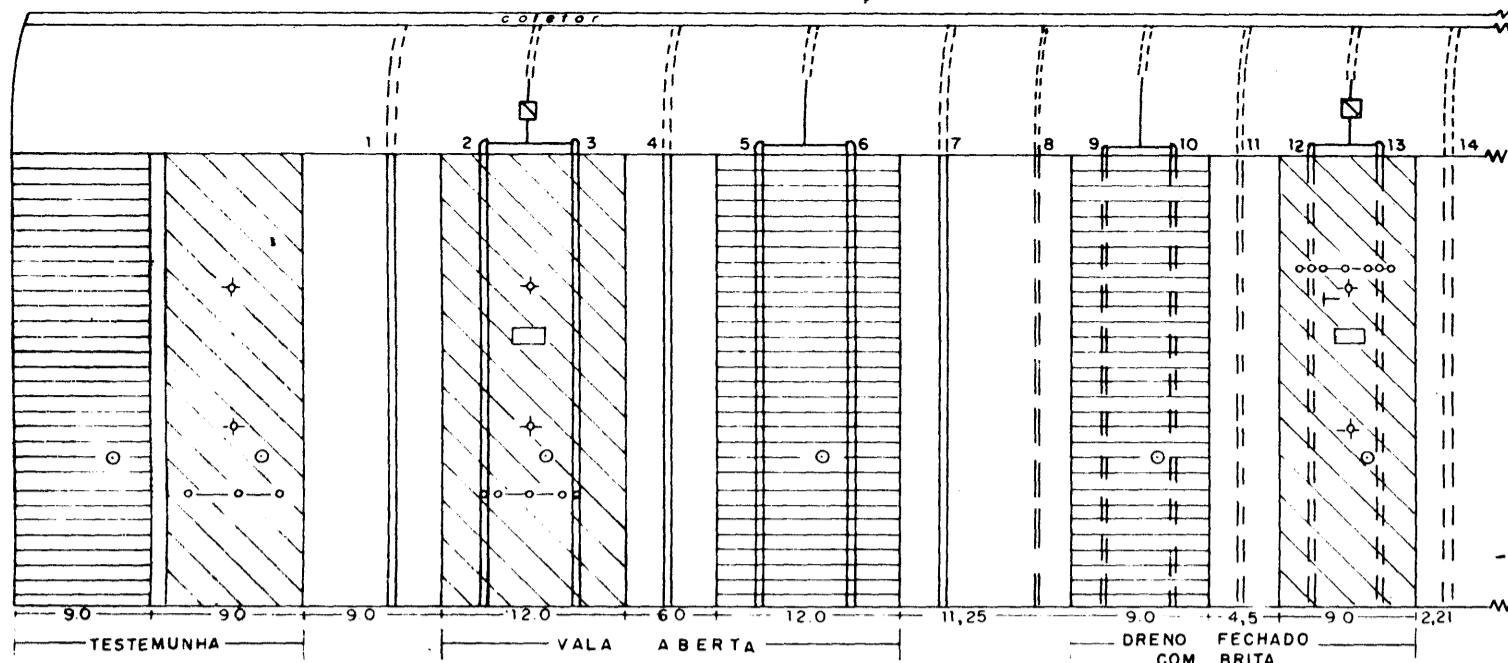 coletor
1 2 3 4 5 6 7 8 9 10 11 12 13 14
9.0 9.0 9.0 12.0 6.0 12.0 11,25 9.0 4,5 9.0 2,21
TESTEMUNHA VALA ABERTA DRENO FECHADO
COM BRITA